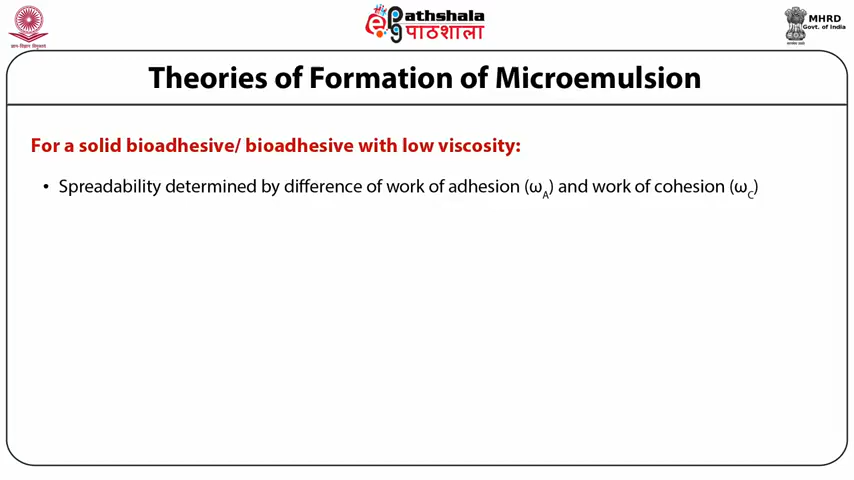 ePathshala
पाठशाला
MHRD
Govt. of India
Theories of Formation of Microemulsion
For a solid bioadhesive/ bioadhesive with low viscosity:
• Spreadability determined by difference of work of adhesion (ωA) and work of cohesion (ωC)